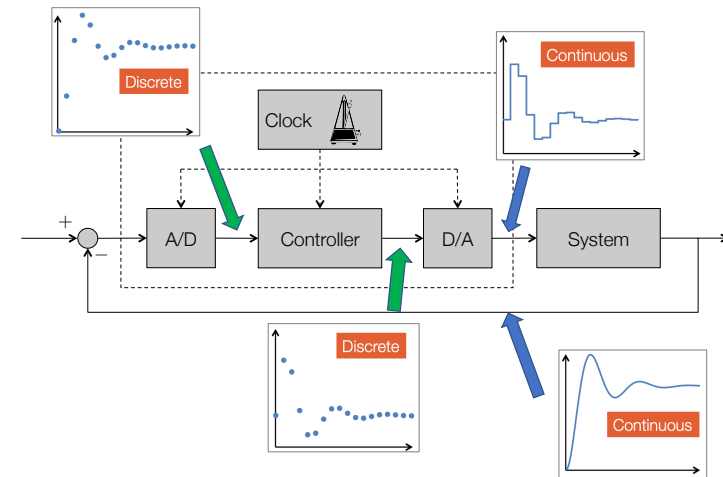 Discrete
Continuous
Clock
+
−
A/D
Controller
D/A
System
Discrete
Continuous